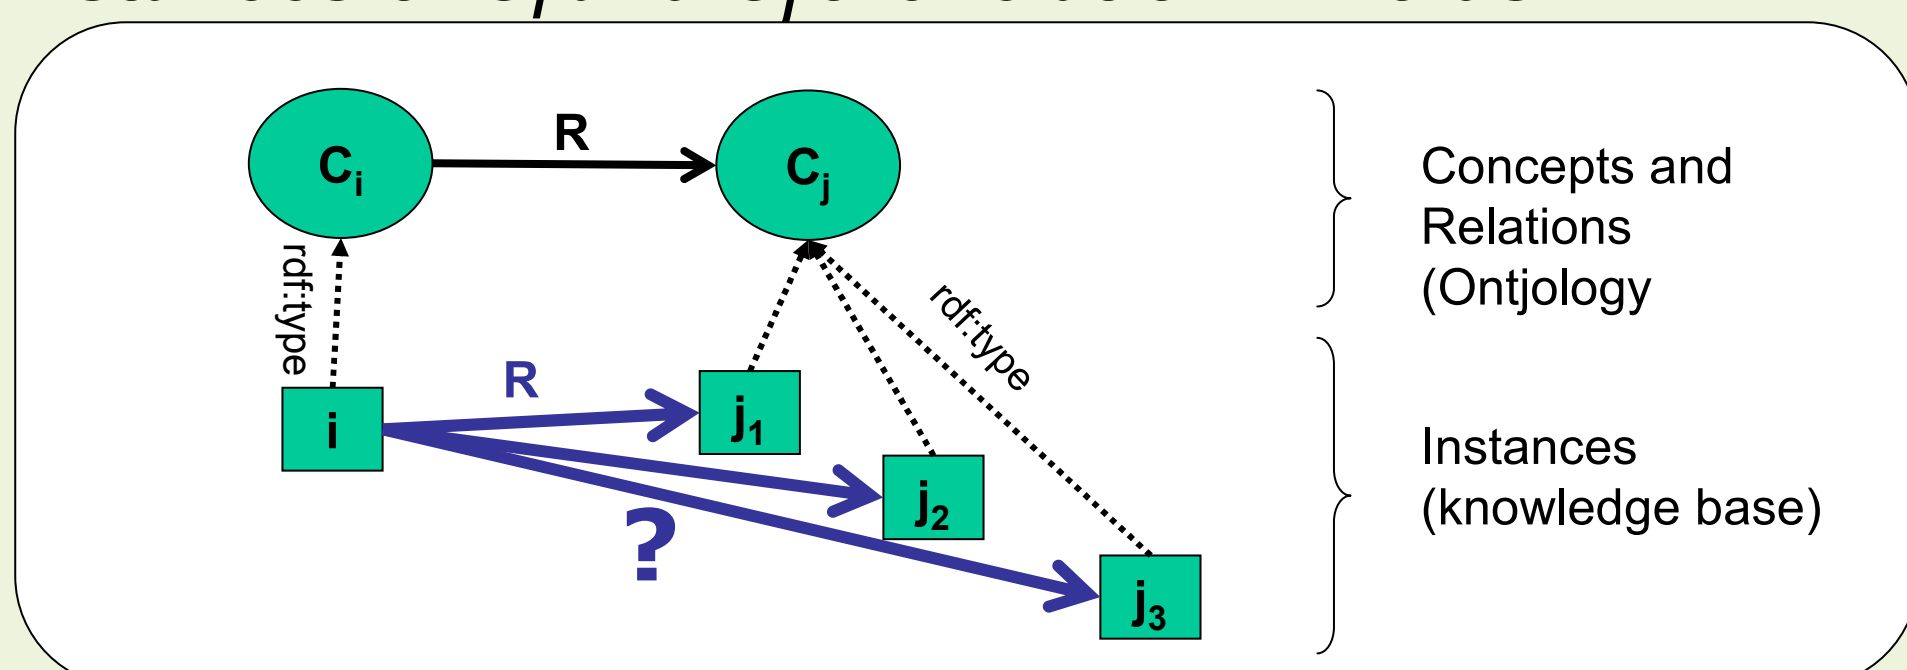 R
Ci
Cj
Concepts and
Relations
(Ontjology
rdf:type
rdf:type
R
i
j1
j2
?
j3
Instances
(knowledge base)